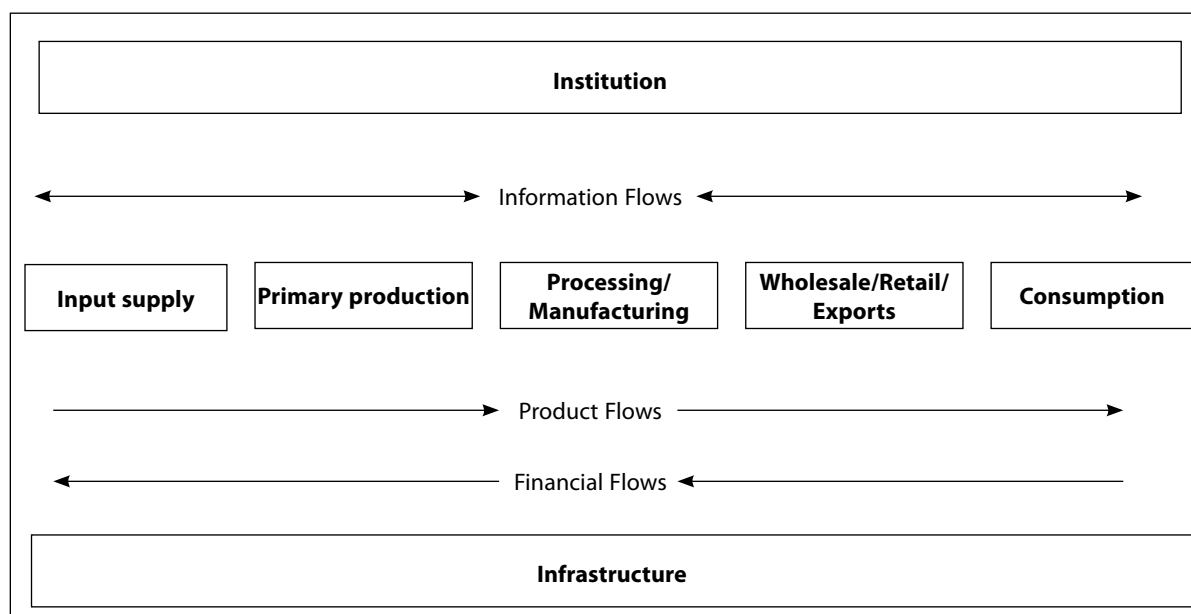 Institution
Information Flows
Input supply
Primary production
Processing/
Manufacturing
Wholesale/Retail/
Exports
Consumption
Product Flows
Financial Flows
Infrastructure